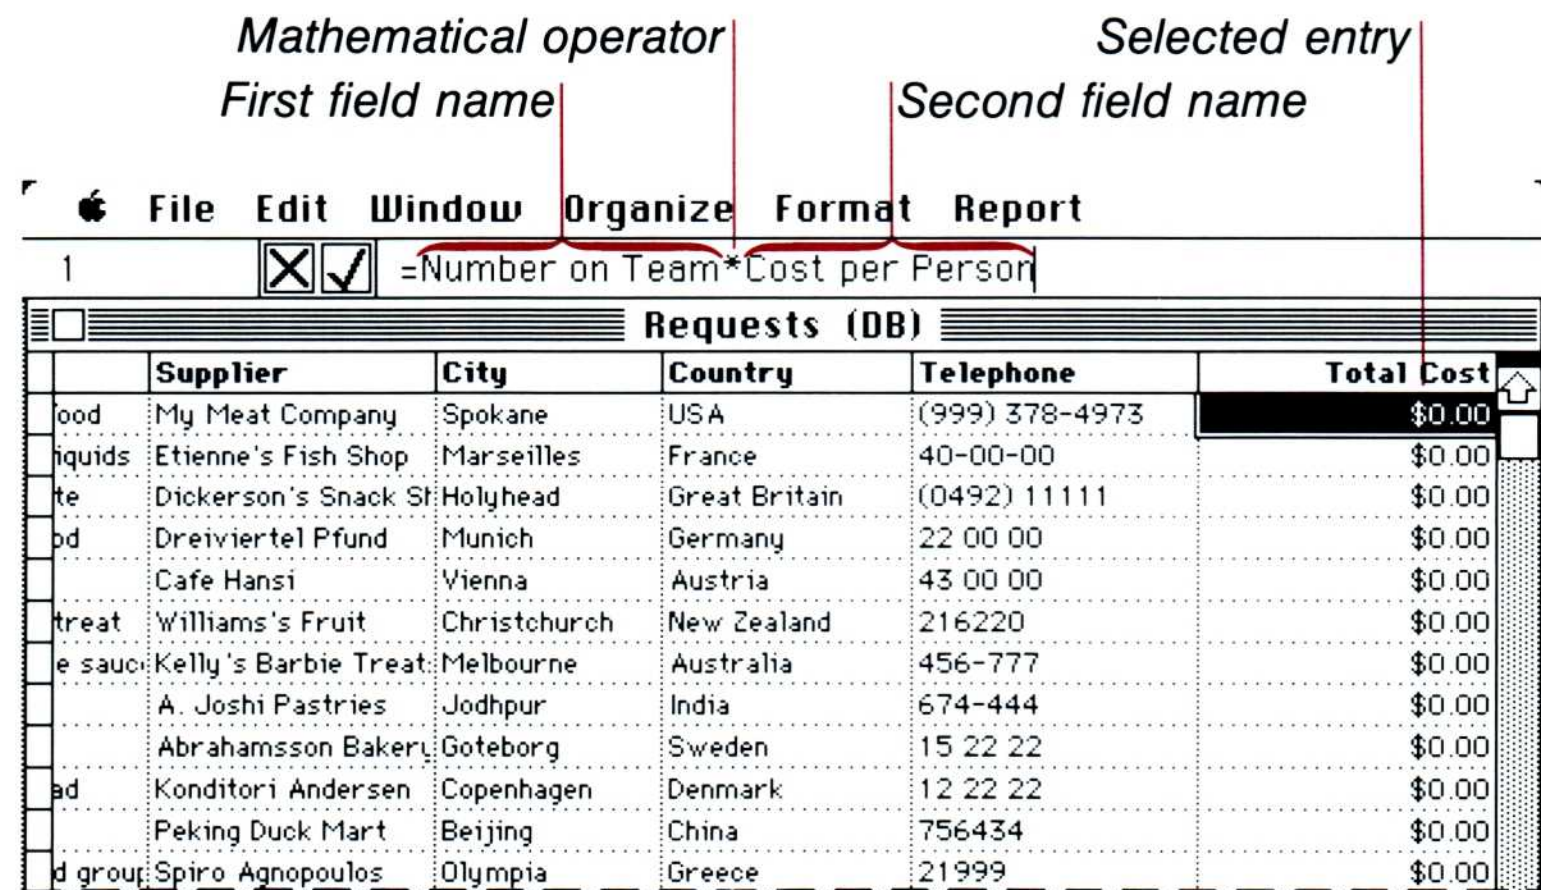 Mathematical operator Selected entry
First field name Second field name
File Edit Window Organize Format Report
1 =Number on Team*Cost per Person
Requests (DB)
Supplier City Country Telephone Total Cost
ood My Meat Company Spokane USA (999) 378-4973 $0.00
iquids Etienne's Fish Shop Marseilles France 40-00-00 $0.00
te Dickerson's Snack Sh Holyhead Great Britain (0492) 11111 $0.00
od Dreiviertel Pfund Munich Germany 22 00 00 $0.00
Cafe Hansi Vienna Austria 43 00 00 $0.00
treat Williams's Fruit Christchurch New Zealand 216220 $0.00
e sauc Kelly's Barbie Treat Melbourne Australia 456-777 $0.00
A. Joshi Pastries Jodhpur India 674-444 $0.00
Abrahamsson Bakery Goteborg Sweden 15 22 22 $0.00
ad Konditori Andersen Copenhagen Denmark 12 22 22 $0.00
Peking Duck Mart Beijing China 756434 $0.00
d group Spiro Agnopoulos Olympia Greece 21999 $0.00